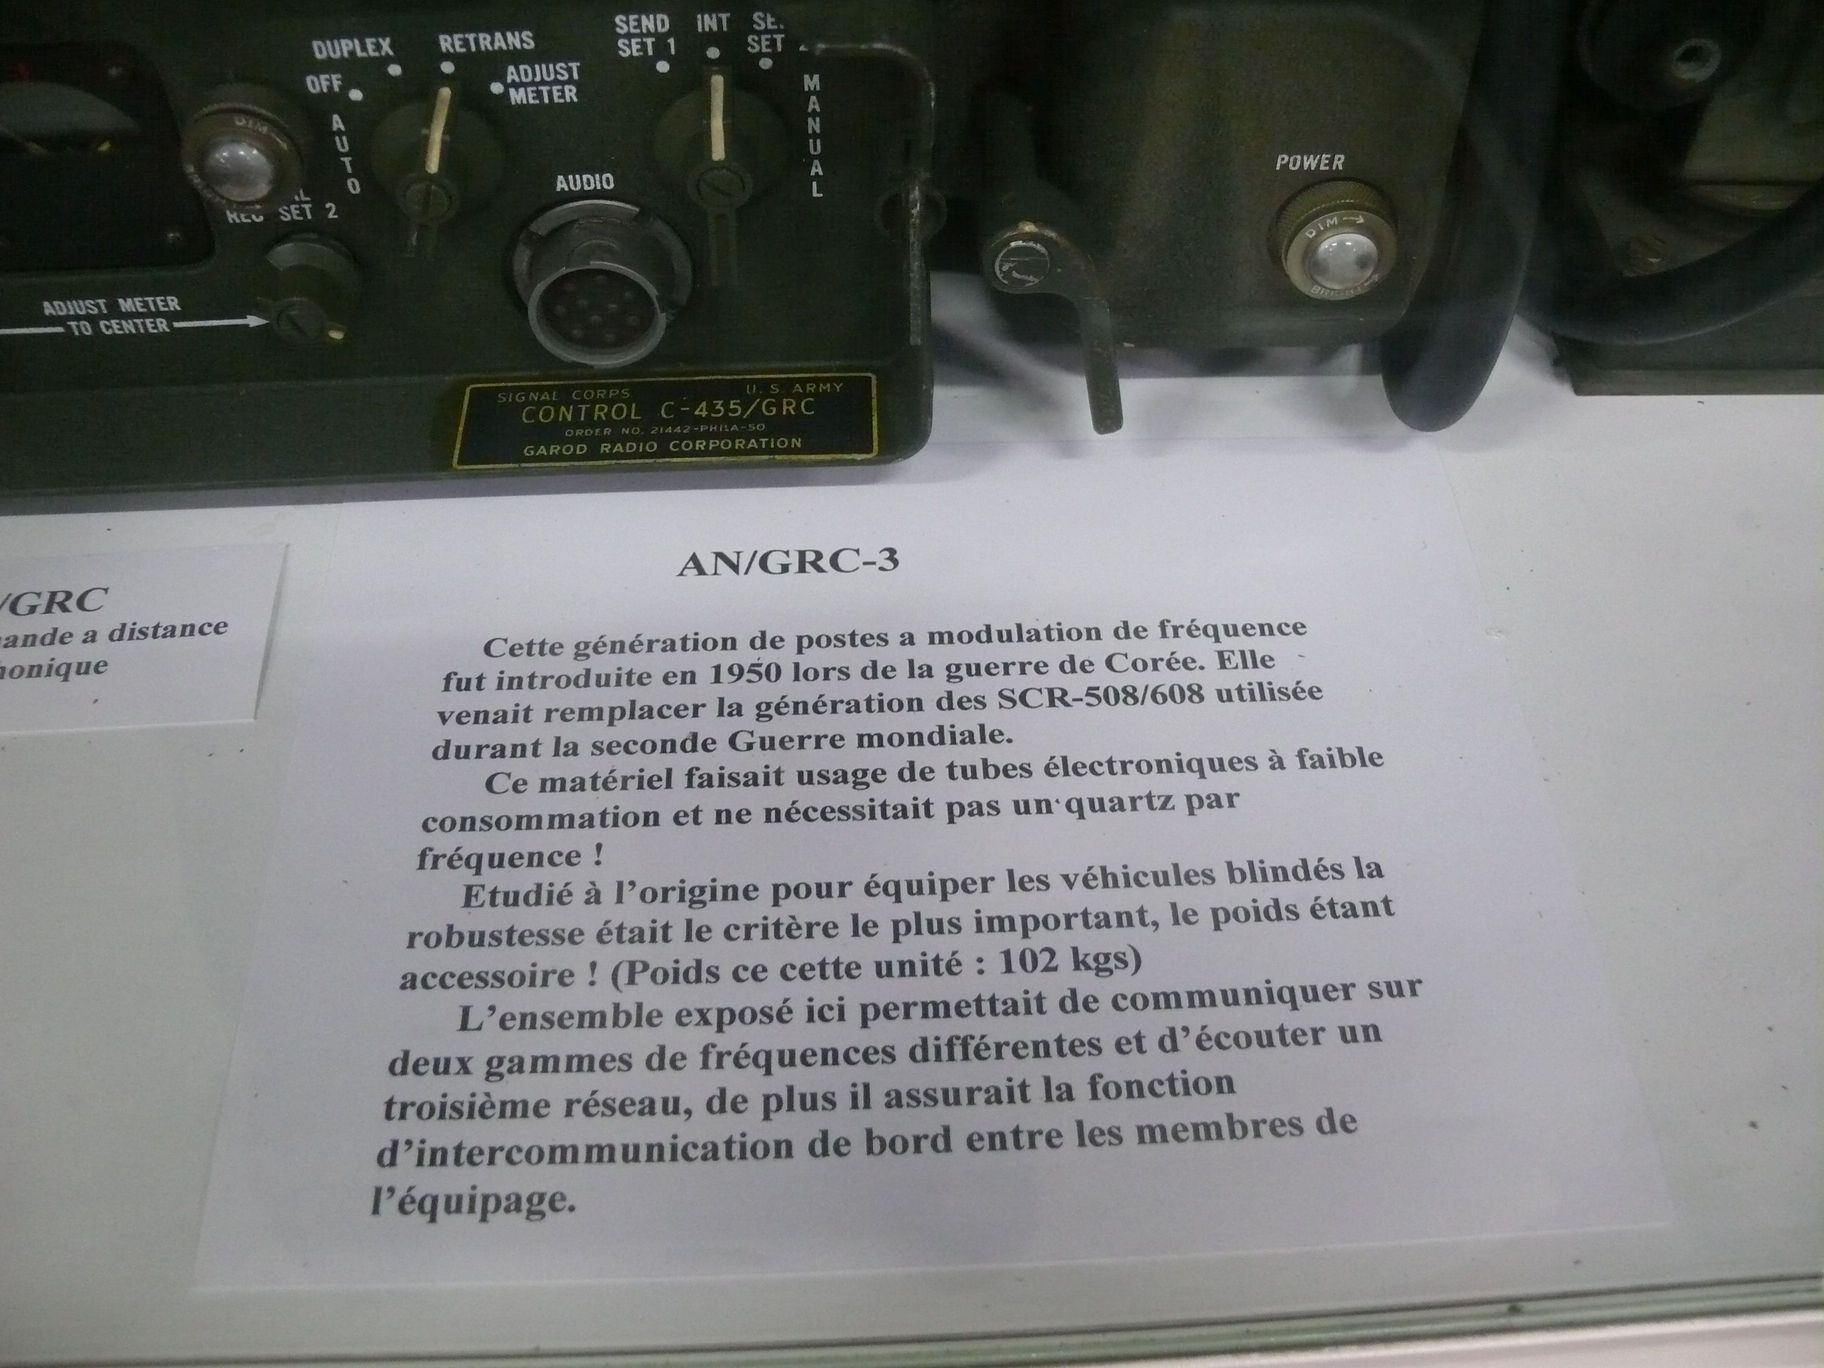 DUPLEX
RETRANS
OFF
ADJUST
METER
AUTO
SEND
SET 1
INT
SET
MANUAL
DIM
SET 2
AUDIO
ADJUST METER
TO CENTER
POWER
DIM
BRIGHT
SIGNAL CORPS U. S. ARMY
CONTROL C-435/GRC
ORDER NO. 21442-PHILA-50
GAROD RADIO CORPORATION
/GRC
a distance
AN/GRC-3
Cette génération de postes a modulation de fréquence
fut introduite en 1950 lors de la guerre de Corée. Elle
venait remplacer la génération des SCR-508/608 utilisée
durant la seconde Guerre mondiale.
Ce matériel faisait usage de tubes électroniques à faible
consommation et ne nécessitait pas un quartz par
fréquence !
Etudié à l'origine pour équiper les véhicules blindés la
robustesse était le critère le plus important, le poids étant
accessoire ! (Poids ce cette unité : 102 kgs)
L'ensemble exposé ici permettait de communiquer sur
deux gammes de fréquences différentes et d'écouter un
troisième réseau, de plus il assurait la fonction
d'intercommunication de bord entre les membres de
l'équipage.